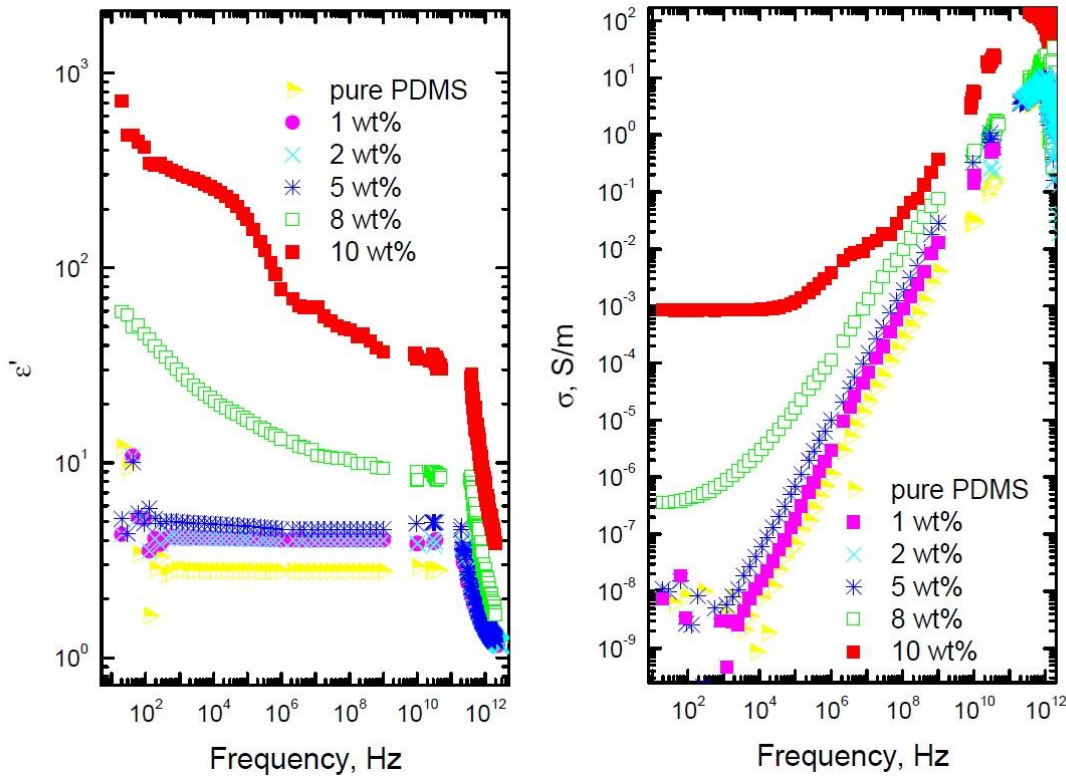 10³
10²
10¹
10⁰
ε'
pure PDMS
1 wt%
2 wt%
5 wt%
8 wt%
10 wt%
10² 10⁴ 10⁶ 10⁸ 10¹⁰ 10¹²
Frequency, Hz
10²
10¹
10⁰
10⁻¹
10⁻²
10⁻³
10⁻⁴
10⁻⁵
10⁻⁶
10⁻⁷
10⁻⁸
10⁻⁹
σ, S/m
pure PDMS
1 wt%
2 wt%
5 wt%
8 wt%
10 wt%
10² 10⁴ 10⁶ 10⁸ 10¹⁰ 10¹²
Frequency, Hz